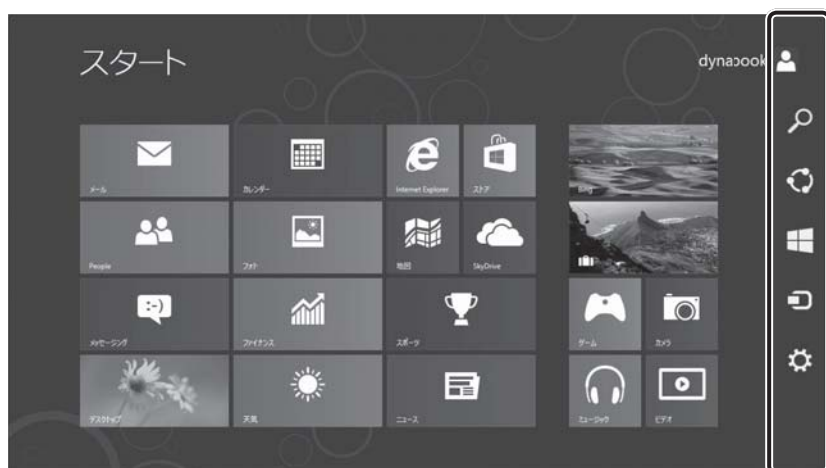 スタート
dynabook
メール
カレンダー
Internet Explorer
ストア
Bing
People
フォト
地図
SkyDrive
メッセージング
ファイナンス
スポーツ
ゲーム
カメラ
デスクトップ
天気
ニュース
ミュージック
ビデオ